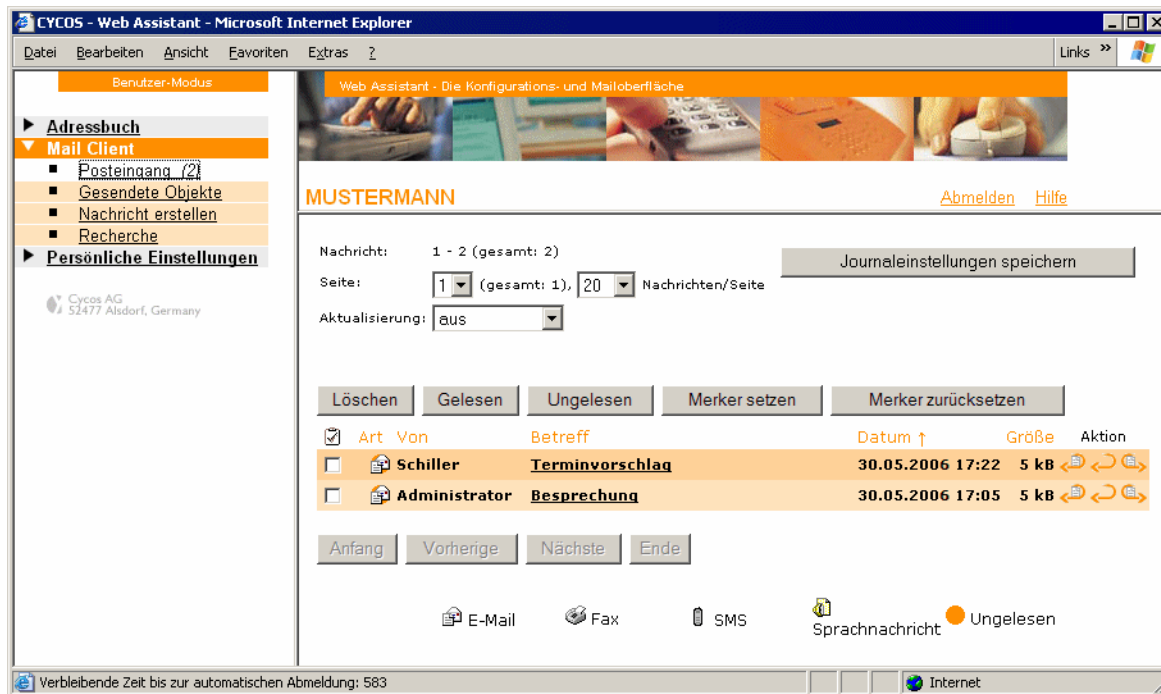 CYCOS - Web Assistant - Microsoft Internet Explorer
Datei Bearbeiten Ansicht Favoriten Extras ? Links »
Benutzer-Modus
Adressbuch
Mail Client
Posteingang (2)
Gesendete Objekte
Nachricht erstellen
Recherche
Persönliche Einstellungen
Cycos AG
52477 Alsdorf, Germany
Web Assistant - Die Konfigurations- und Mailoberfläche
MUSTERMANN Abmelden Hilfe
Nachricht: 1 - 2 (gesamt: 2)
Journaleinstellungen speichern
Seite: 1 (gesamt: 1), 20 Nachrichten/Seite
Aktualisierung: aus
Löschen Gelesen Ungelesen Merker setzen Merker zurücksetzen
Art Von Betreff Datum ↑ Größe Aktion
Schiller Terminvorschlag 30.05.2006 17:22 5 kB
Administrator Besprechung 30.05.2006 17:05 5 kB
Anfang Vorherige Nächste Ende
E-Mail Fax SMS Sprachnachricht Ungelesen
Verbleibende Zeit bis zur automatischen Abmeldung: 583 Internet